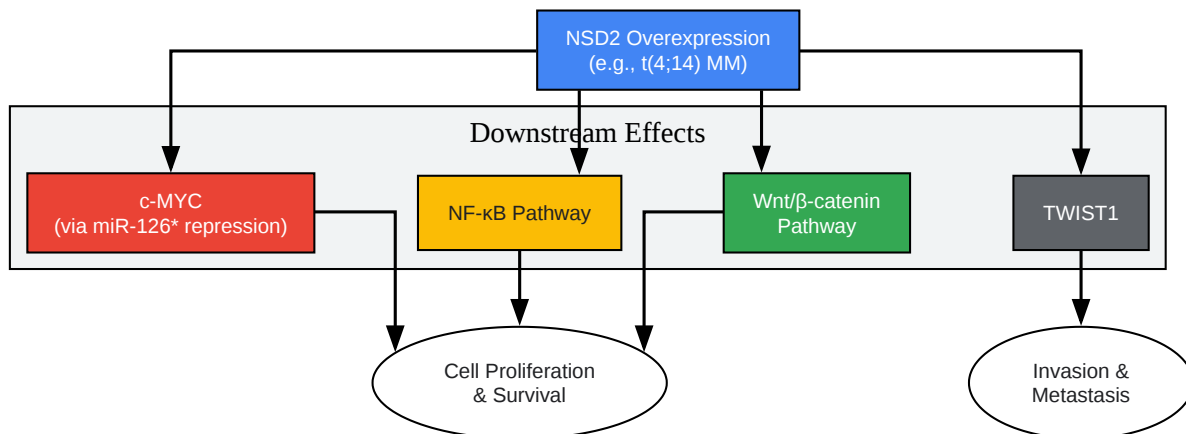 NSD2 Overexpression
(e.g., t(4;14) MM)
Downstream Effects
c-MYC
(via miR-126* repression)
NF-κB Pathway
Wnt/β-catenin
Pathway
TWIST1
Cell Proliferation
& Survival
Invasion &
Metastasis